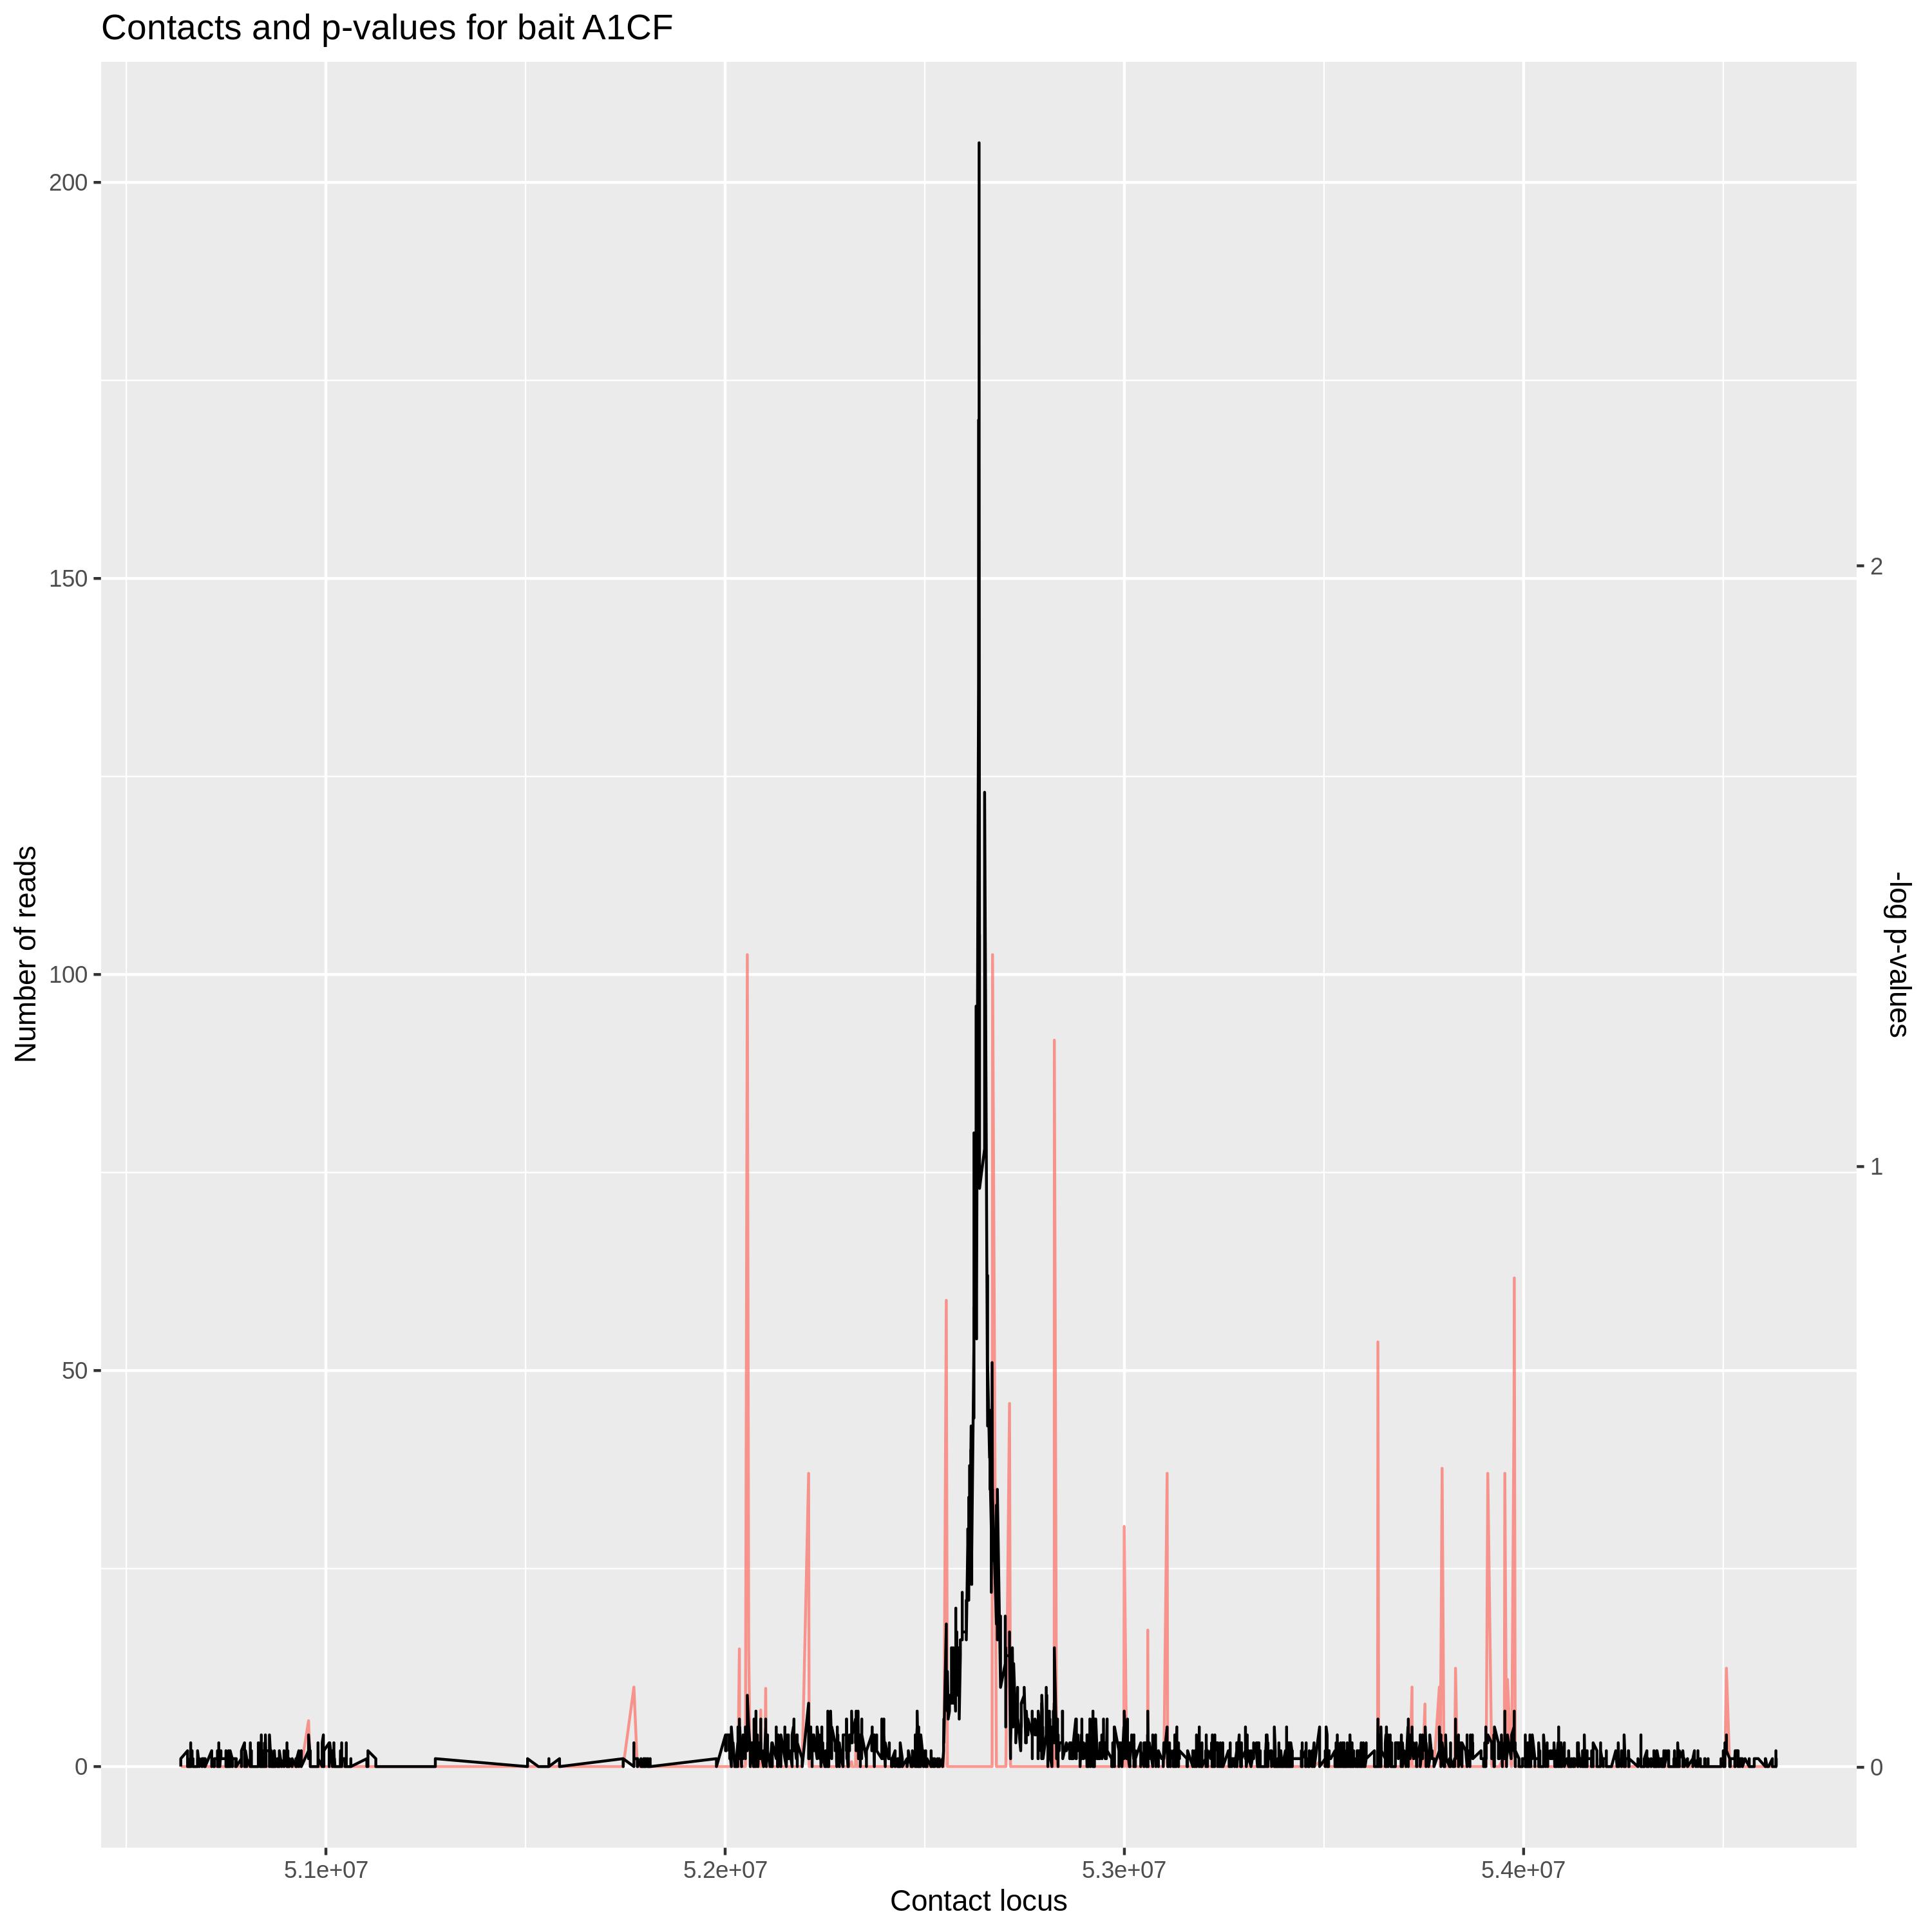 Contacts and p-values for bait A1CF
200
150
100
50
0
Number of reads
2
1
0
-log p-values
5.1e+07
5.2e+07
5.3e+07
5.4e+07
Contact locus